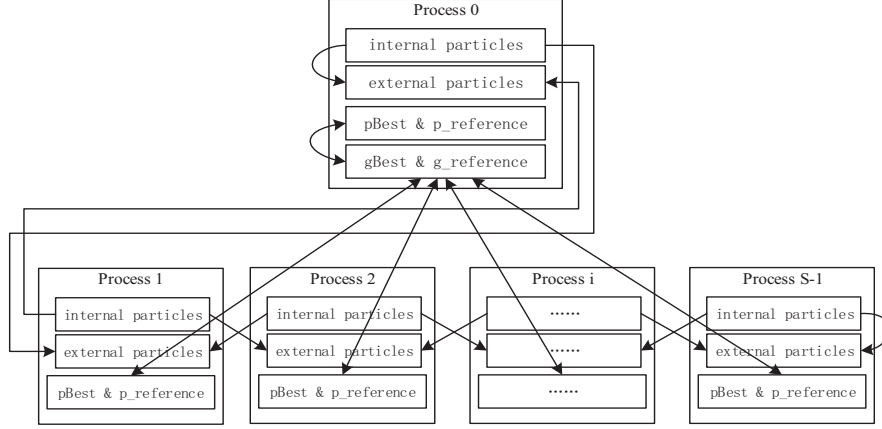 Process 0
internal particles
external particles
pBest & p_reference
gBest & g_reference
Process 1
internal particles
external particles
pBest & p_reference
Process 2
internal particles
external particles
pBest & p_reference
Process i
......
......
......
Process S-1
internal particles
external particles
pBest & p_reference